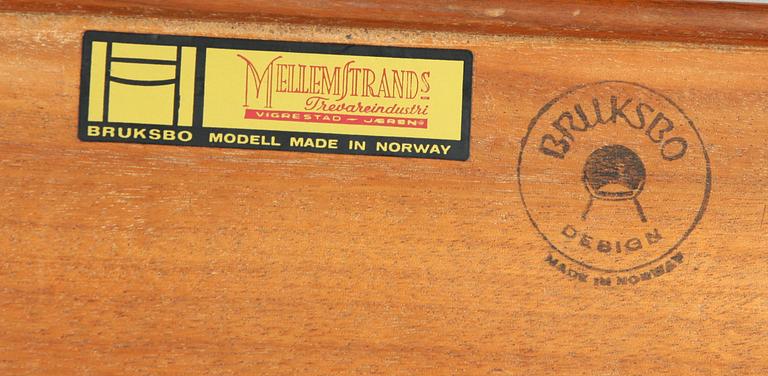 MELLEMSTRANDS
Trevareindustri
VIGRESTAD — JÆREN
BRUKSBO MODELL MADE IN NORWAY
BRUKSBO
DESIGN
MADE IN NORWAY